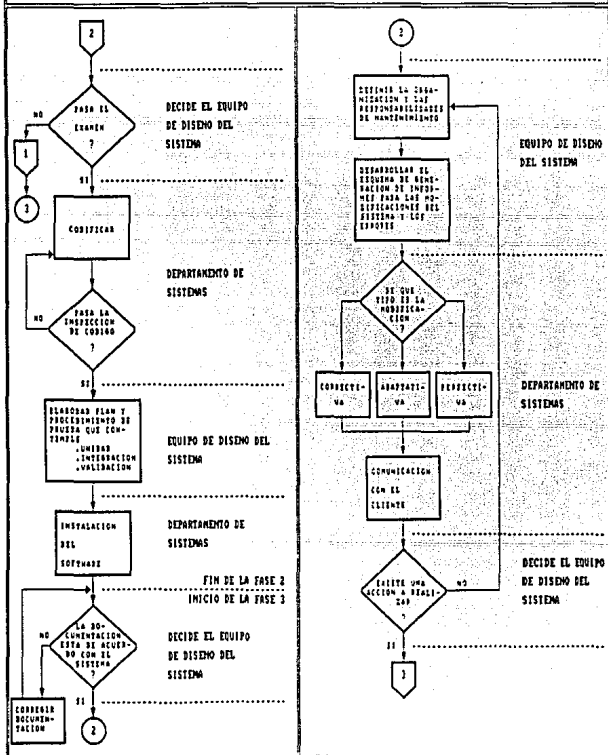 2
PASA EL
EXAMEN
?
NO
SI
1
3
DECIDE EL EQUIPO
DE DISENO DEL
SISTEMA
CODIFICAR
DEPARTAMENTO DE
SISTEMAS
PASA LA
INSPECCION
DE CODIGO
?
NO
SI
ELABORAR PLAN Y
PROCEDIMIENTO DE
PRUEBA QUE CON-
TEMPLE
.UNIDAD
.INTEGRACION
.VALIDACION
EQUIPO DE DISENO DEL
SISTEMA
INSTALACION
DEL
SOFTWARE
DEPARTAMENTO DE
SISTEMAS
FIN DE LA FASE 2
INICIO DE LA FASE 3
LA DO-
CUMENTACION
ESTA DE ACUER-
DO CON EL
SISTEMA
?
NO
SI
DECIDE EL EQUIPO
DE DISENO DEL
SISTEMA
CORREGIR
DOCUMEN-
TACION
2
2
DEFINIR LA ORGA-
NIZACION Y LAS
RESPONSABILIDADES
DE MANTENIMIENTO
EQUIPO DE DISENO
DEL SISTEMA
DESARROLLAR EL
ESQUEMA DE GENE-
RACION DE INFOR-
MES PARA LAS MO-
DIFICACIONES DEL
SISTEMA Y LOS
ERRORES
DE QUE
TIPO ES LA
MODIFICA-
CION
?
CORRECTI-
VA
ADAPTATI-
VA
PERFECTI-
VA
DEPARTAMENTO DE
SISTEMAS
COMUNICACION
CON EL
CLIENTE
EXISTE UNA
ACCION A REALI-
ZAR
?
NO
SI
DECIDE EL EQUIPO
DE DISENO DEL
SISTEMA
3